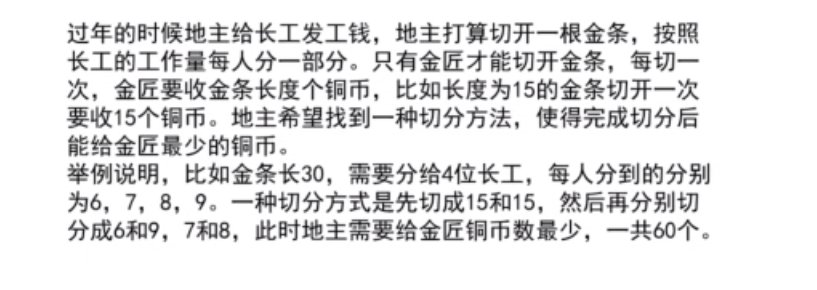 过年的时候地主给长工发工钱，地主打算切开一根金条，按照
长工的工作量每人分一部分。只有金匠才能切开金条，每切一
次，金匠要收金条长度个铜币，比如长度为15的金条切开一次
要收15个铜币。地主希望找到一种切分方法，使得完成切分后
能给金匠最少的铜币。
举例说明，比如金条长30，需要分给4位长工，每人分到的分别
为6，7，8，9。一种切分方式是先切成15和15，然后再分别切
分成6和9，7和8，此时地主需要给金匠铜币数最少，一共60个。